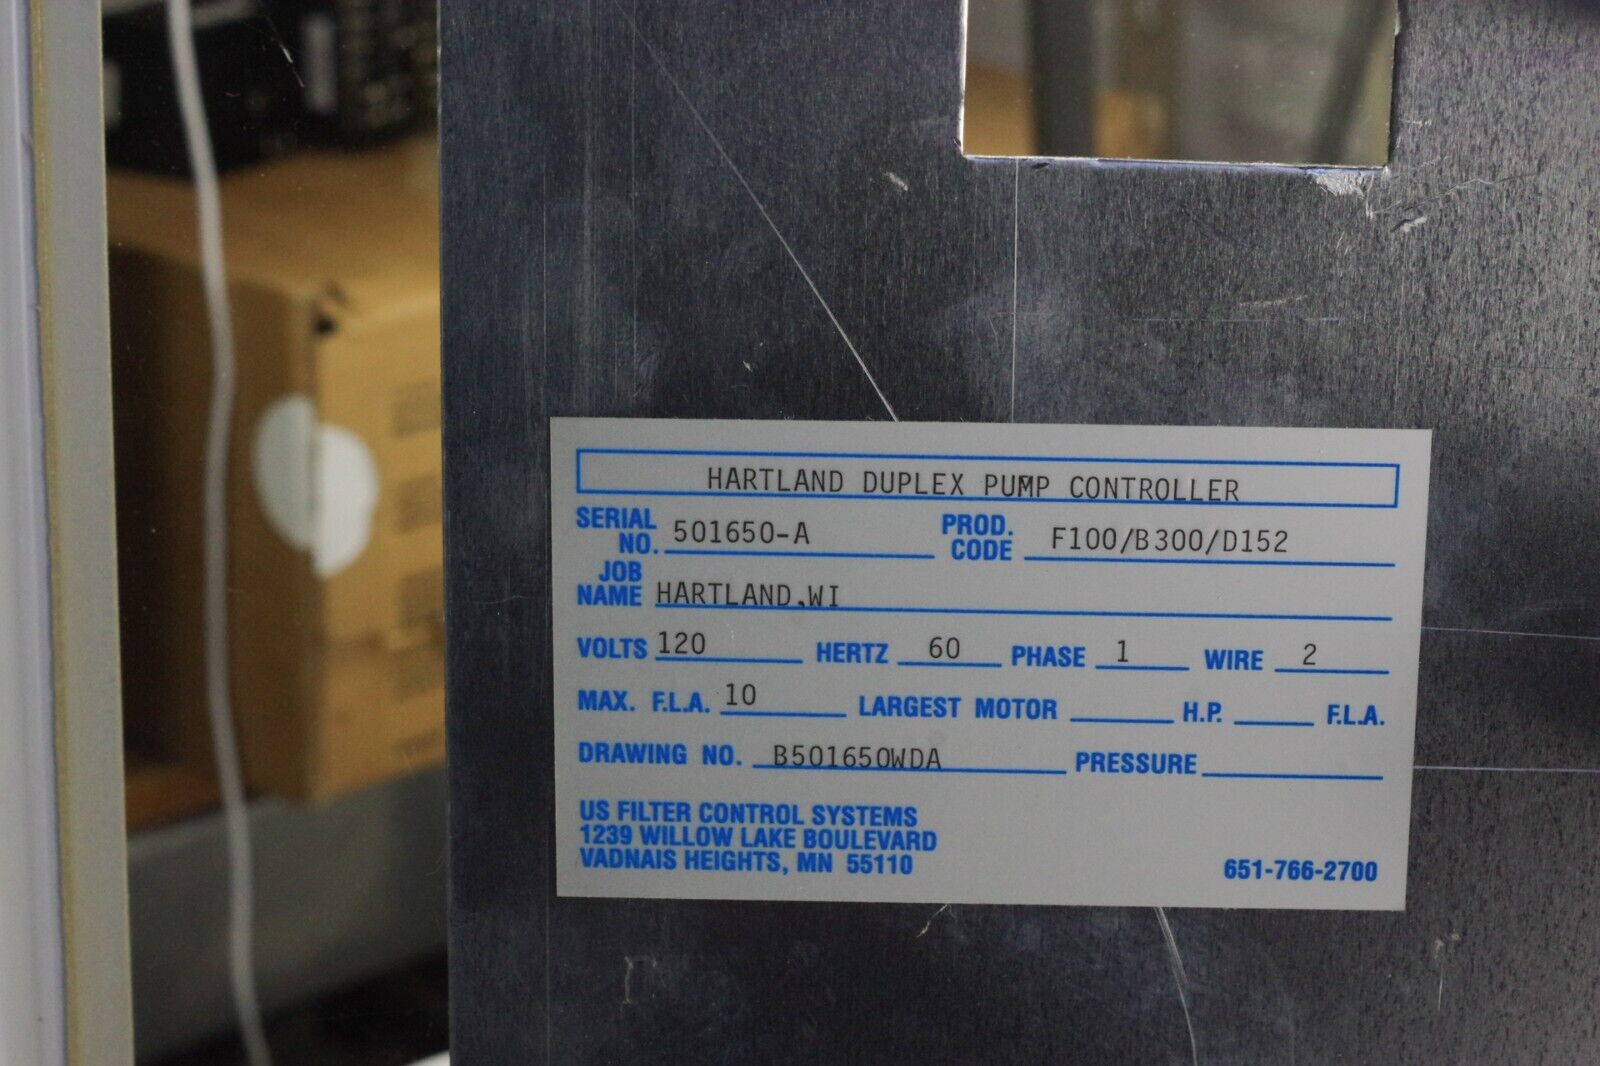 HARTLAND DUPLEX PUMP CONTROLLER
SERIAL NO. 501650-A PROD. CODE F100/B300/D152
JOB NAME HARTLAND,WI
VOLTS 120 HERTZ 60 PHASE 1 WIRE 2
MAX. F.L.A. 10 LARGEST MOTOR H.P. F.L.A.
DRAWING NO. B501650WDA PRESSURE
US FILTER CONTROL SYSTEMS
1239 WILLOW LAKE BOULEVARD
VADNAIS HEIGHTS, MN 55110 651-766-2700